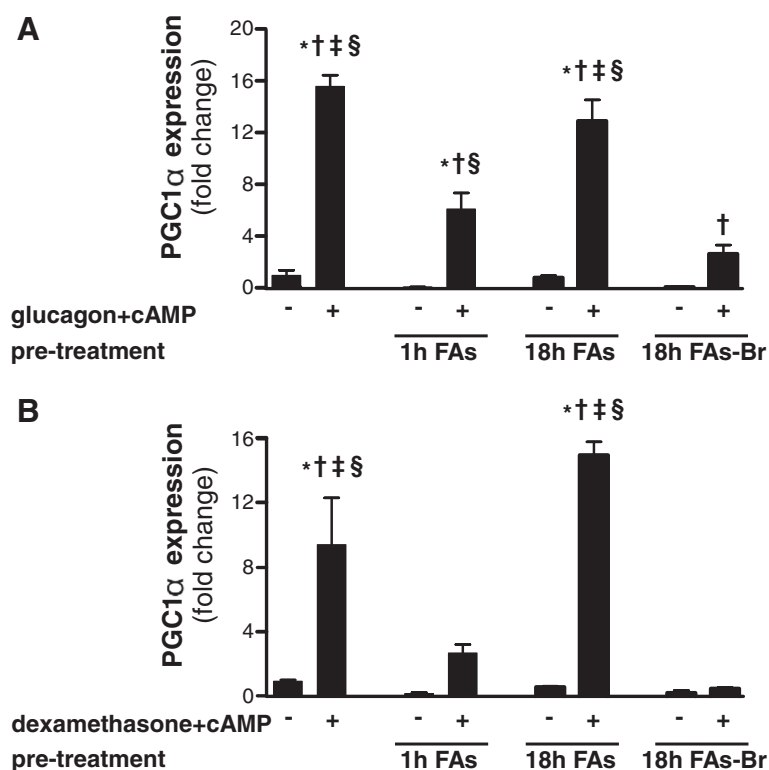 A
PGC1α expression
(fold change)
20
16
12
8
4
0
*†‡§
*†§
*†‡§
†
glucagon+cAMP - + - + - + - +
pre-treatment 1h FAs 18h FAs 18h FAs-Br
B
PGC1α expression
(fold change)
16
12
8
4
0
*†‡§
*†‡§
dexamethasone+cAMP - + - + - + - +
pre-treatment 1h FAs 18h FAs 18h FAs-Br